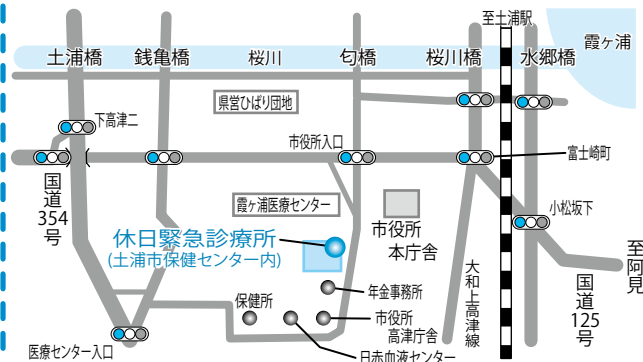 至土浦駅
霞ヶ浦
土浦橋
銭亀橋
桜川
匂橋
桜川橋
水郷橋
県営ひばり団地
下高津二
市役所入口
富士崎町
国道
354
号
霞ヶ浦医療センター
市役所
本庁舎
小松坂下
休日緊急診療所
(土浦市保健センター内)
至阿見
大和上高津線
国道
125
号
年金事務所
保健所
市役所
高津庁舎
医療センター入口
日赤血液センター